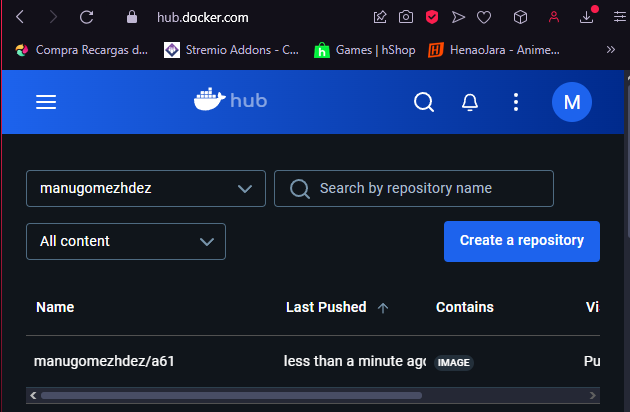 hub.docker.com
Compra Recargas d...
Stremio Addons - C...
h
Games | hShop
HJ
HenaoJara - Anime...
hub
M
manugomezhdez
Search by repository name
All content
Create a repository
Name
Last Pushed
Contains
Vi
manugomezhdez/a61
less than a minute ago
IMAGE
Pu